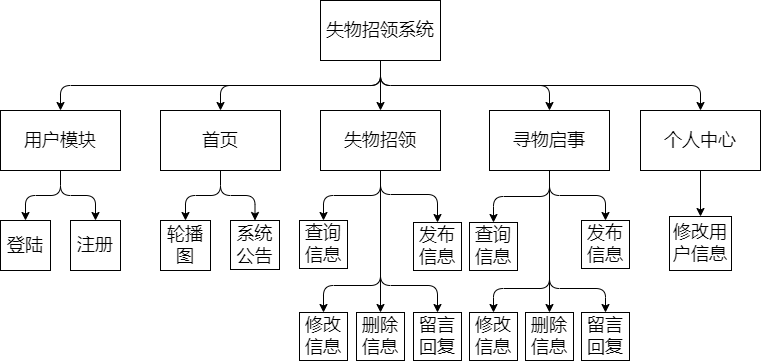 失物招领系统
用户模块
首页
失物招领
寻物启事
个人中心
登陆
注册
轮播
图
系统
公告
查询
信息
发布
信息
查询
信息
发布
信息
修改用
户信息
修改
信息
删除
信息
留言
回复
修改
信息
删除
信息
留言
回复